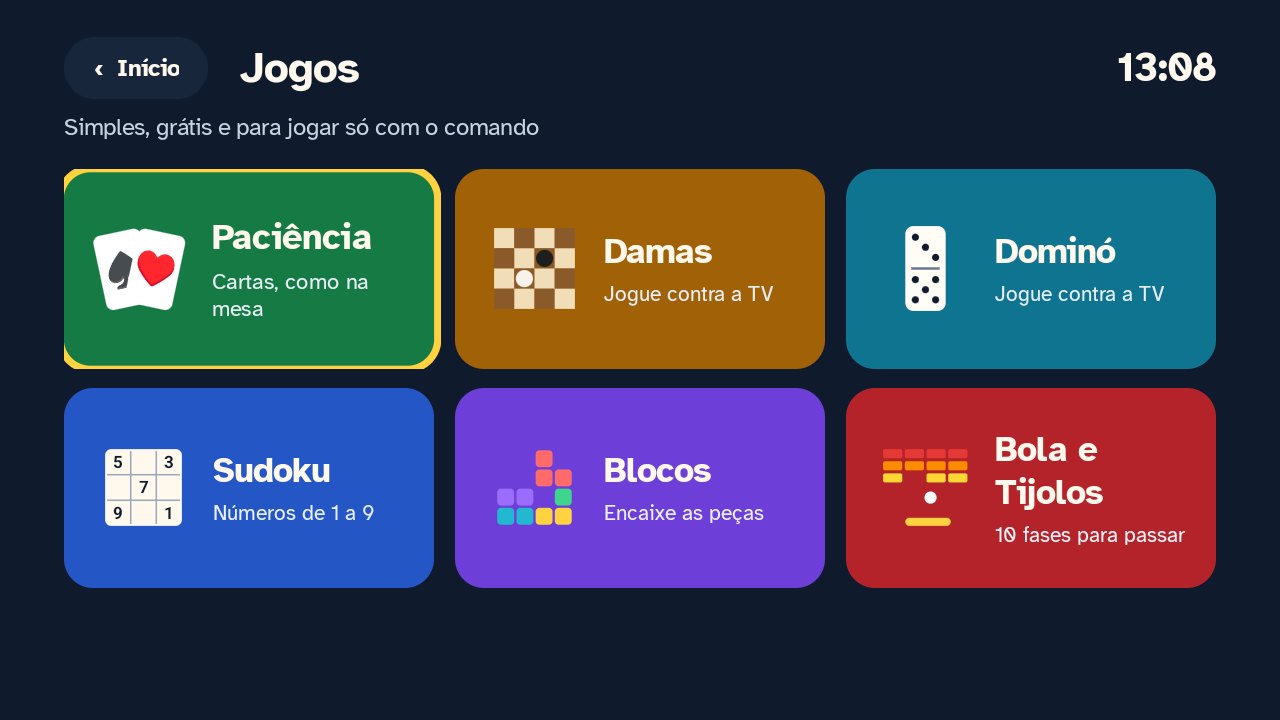 ‹ Início
Jogos
13:08
Simples, grátis e para jogar só com o comando
Paciência
Cartas, como na
mesa
Damas
Jogue contra a TV
Dominó
Jogue contra a TV
5 3
7
9 1
Sudoku
Números de 1 a 9
Blocos
Encaixe as peças
Bola e
Tijolos
10 fases para passar